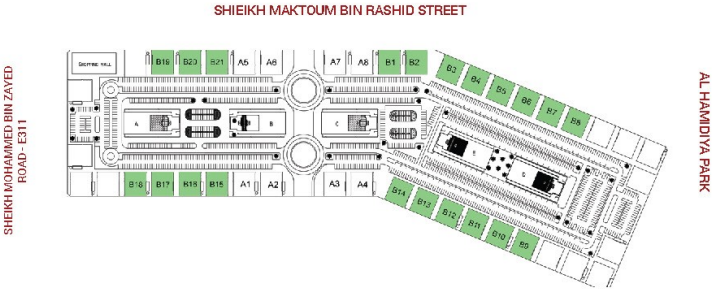 SHIEIKH MAKTOUM BIN RASHID STREET
SHEIKH MOHAMMED BIN ZAYED
ROAD - E311
AL HAMIDIYA PARK
B19 B20 B21 A5 A6 A7 A8 B1 B2
B3 B4 B5 B6 B7 B8
A B C
B18 B17 B16 B15 A1 A2 A3 A4
B14 B13 B12 B11 B10 B9